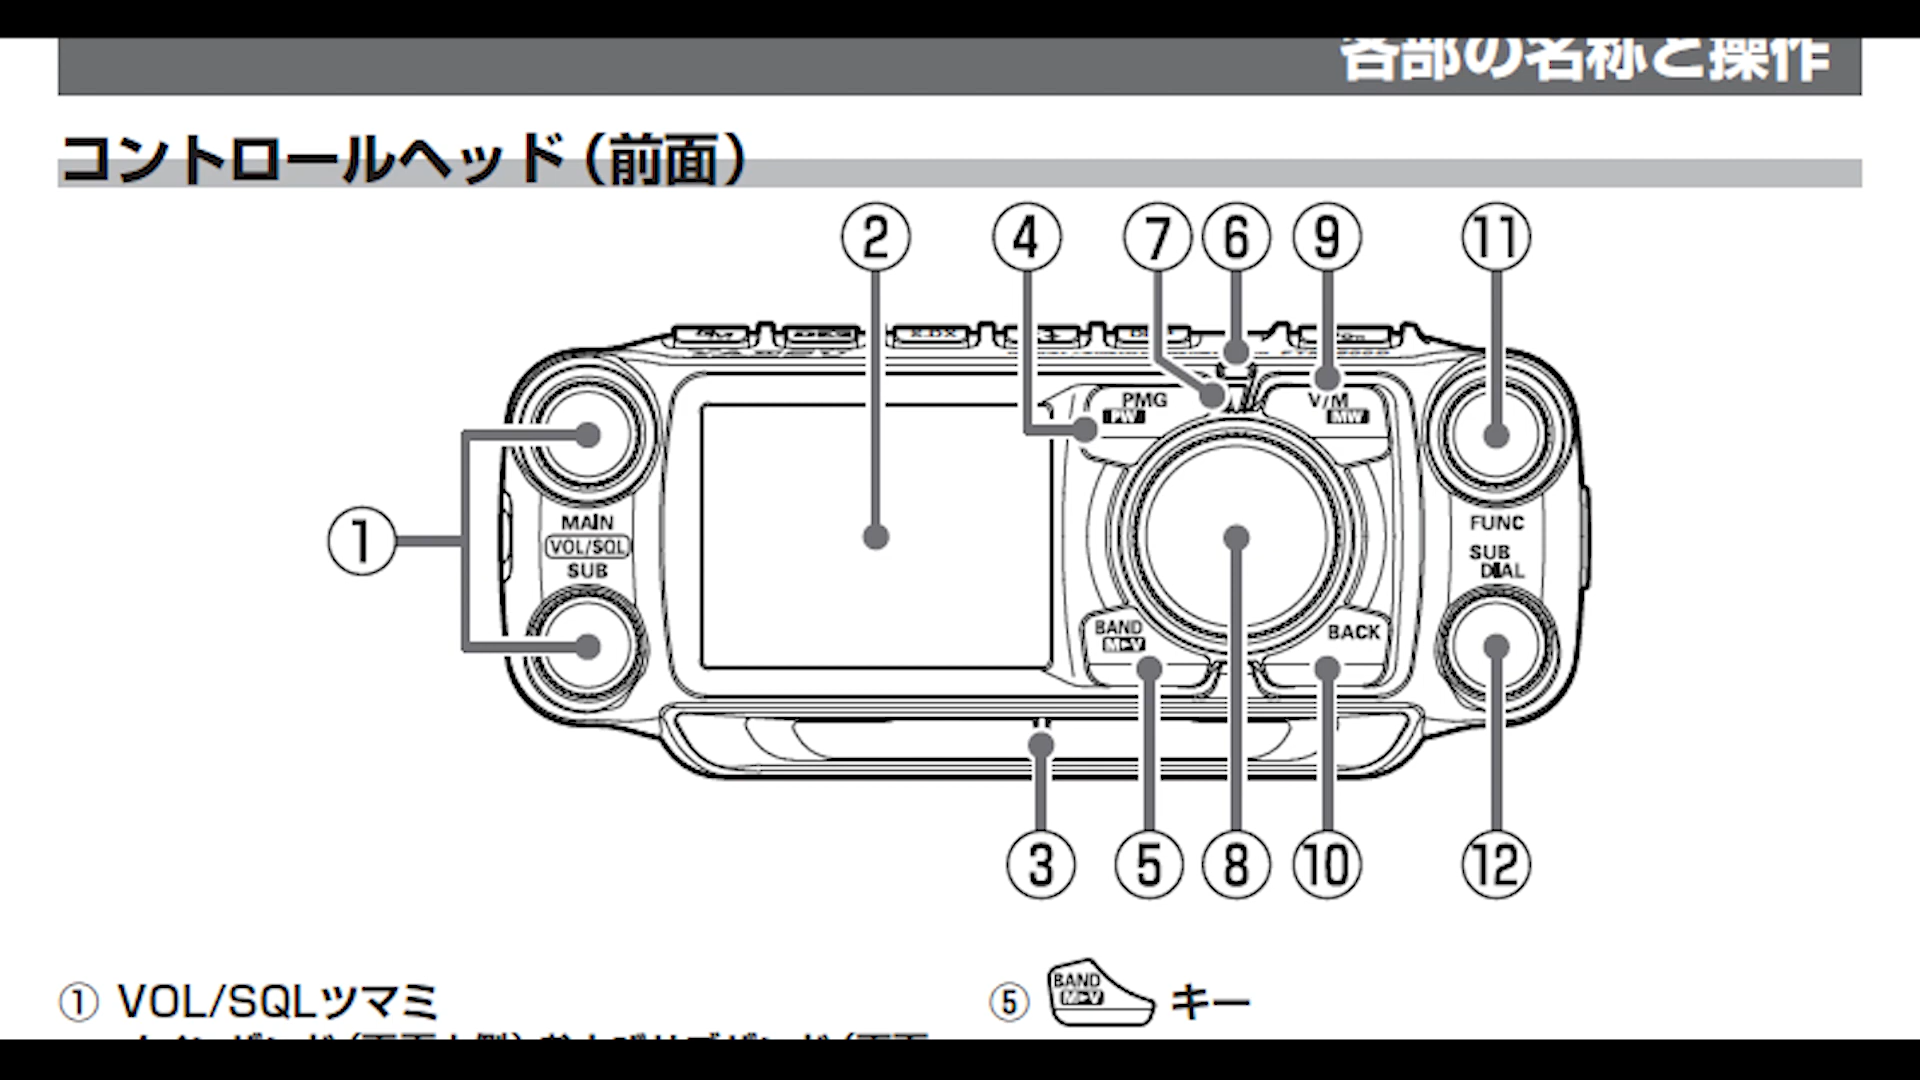 各部の名称と操作
コントロールヘッド（前面）
② ④ ⑦ ⑥ ⑨ ⑪
PMG
PW
V/M
MW
①
MAIN
VOL/SQL
SUB
FUNC
SUB
DIAL
BAND
M▶V
BACK
③ ⑤ ⑧ ⑩ ⑫
① VOL/SQLツマミ
⑤ BAND M▶V キー